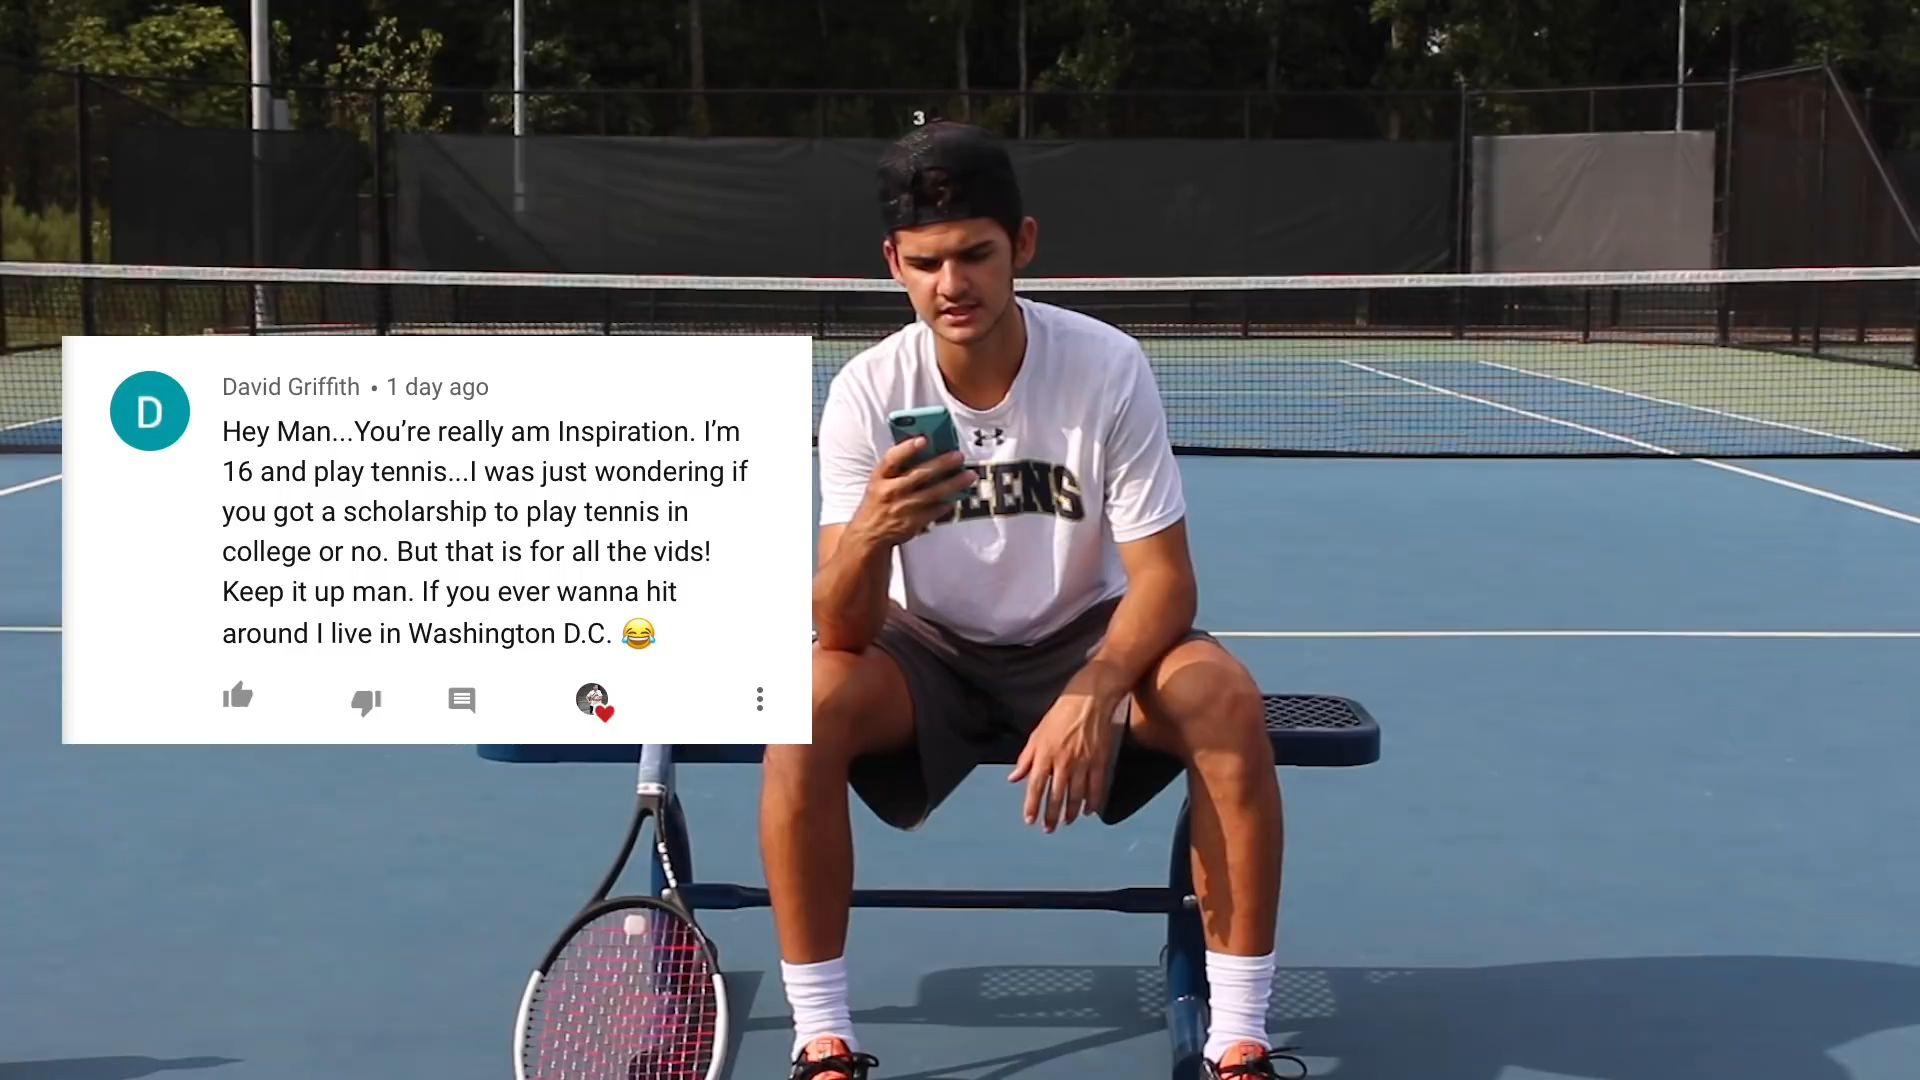 3
David Griffith • 1 day ago
D
Hey Man...You’re really am Inspiration. I’m
16 and play tennis...I was just wondering if
you got a scholarship to play tennis in
college or no. But that is for all the vids!
Keep it up man. If you ever wanna hit
around I live in Washington D.C. 😂